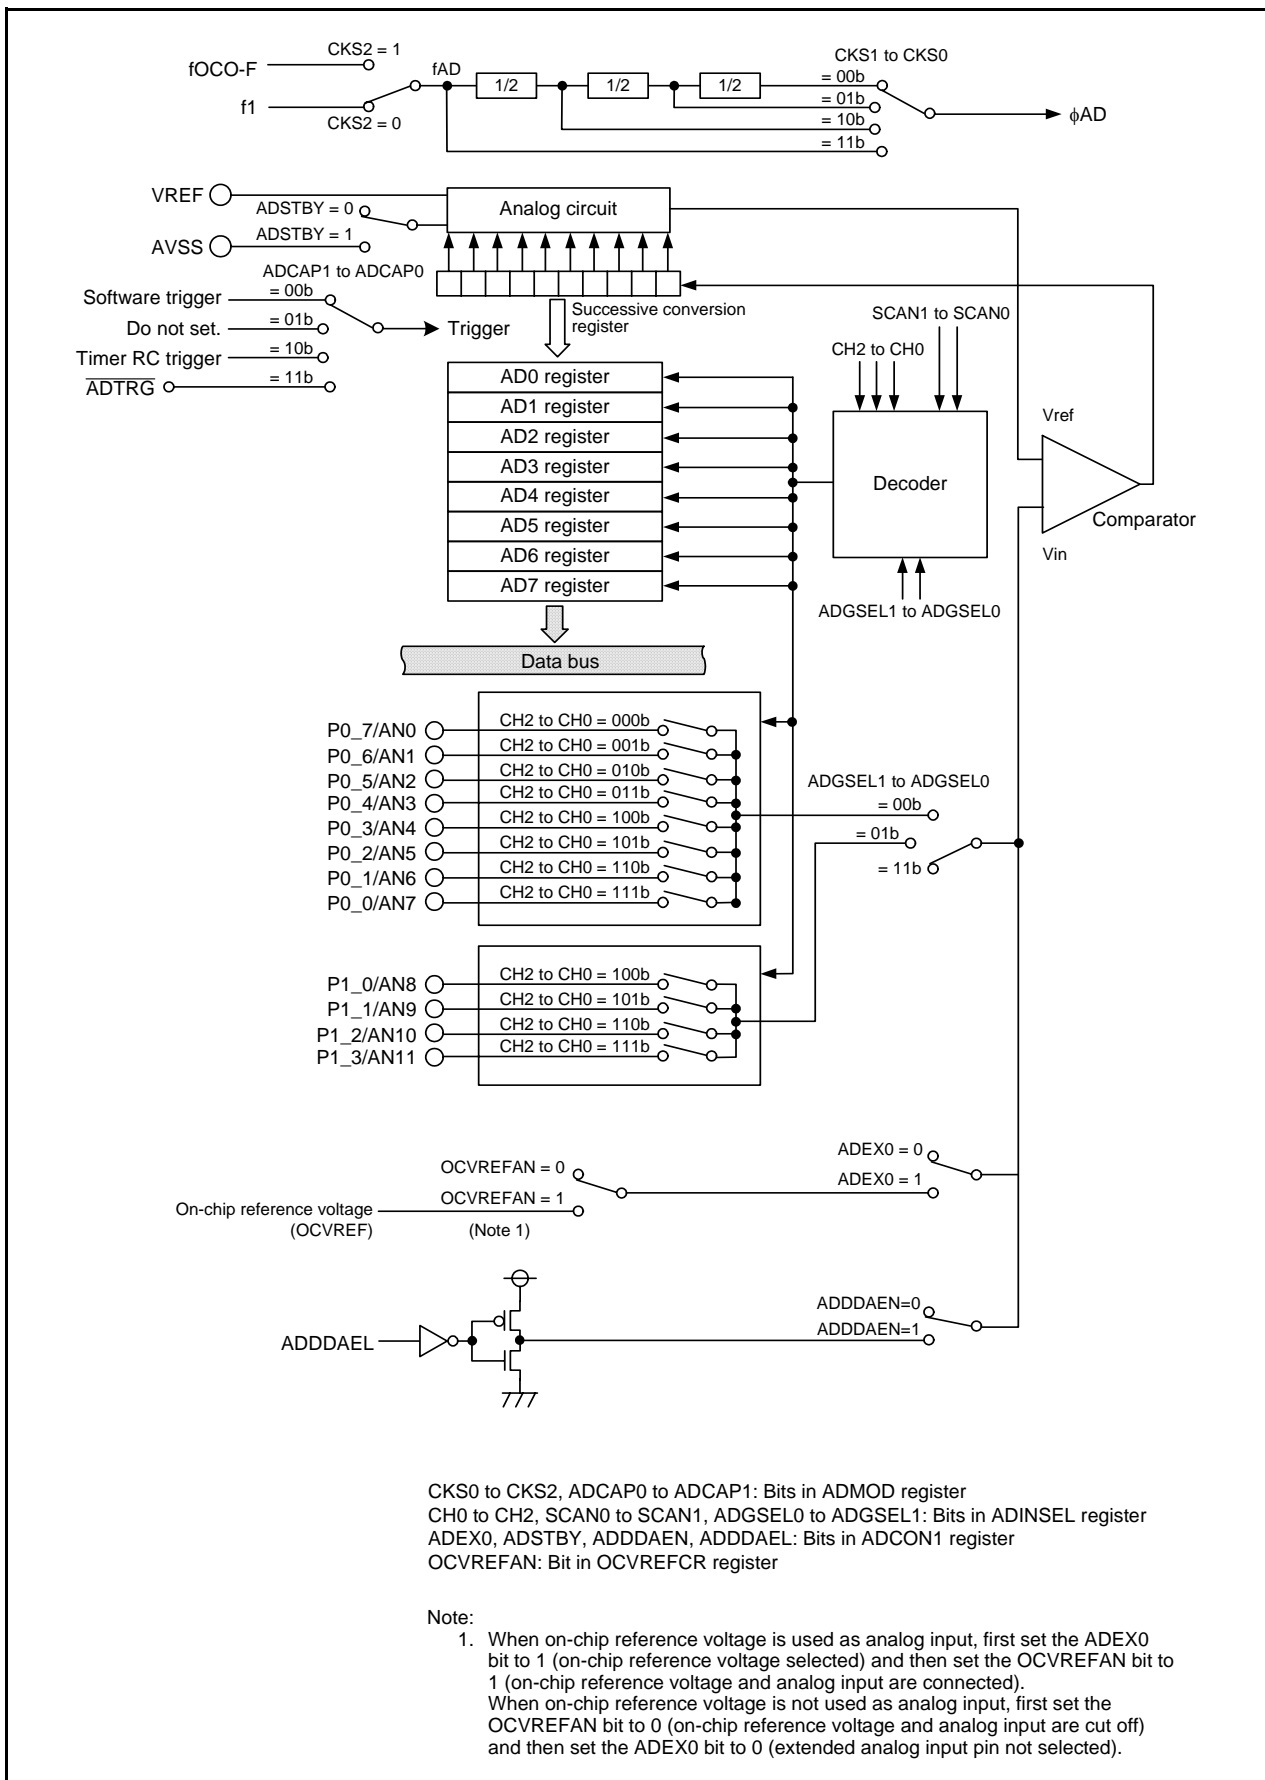 CKS2 = 1
fOCO-F
fAD
f1
CKS2 = 0
1/2
1/2
1/2
CKS1 to CKS0
= 00b
= 01b
= 10b
= 11b
ϕAD
VREF
AVSS
ADSTBY = 0
ADSTBY = 1
Analog circuit
Successive conversion
register
ADCAP1 to ADCAP0
Software trigger
= 00b
Do not set.
= 01b
Timer RC trigger
= 10b
ADTRG
= 11b
Trigger
AD0 register
AD1 register
AD2 register
AD3 register
AD4 register
AD5 register
AD6 register
AD7 register
Data bus
SCAN1 to SCAN0
CH2 to CH0
Decoder
ADGSEL1 to ADGSEL0
Vref
Comparator
Vin
P0_7/AN0
CH2 to CH0 = 000b
P0_6/AN1
CH2 to CH0 = 001b
P0_5/AN2
CH2 to CH0 = 010b
P0_4/AN3
CH2 to CH0 = 011b
P0_3/AN4
CH2 to CH0 = 100b
P0_2/AN5
CH2 to CH0 = 101b
P0_1/AN6
CH2 to CH0 = 110b
P0_0/AN7
CH2 to CH0 = 111b
ADGSEL1 to ADGSEL0
= 00b
= 01b
= 11b
P1_0/AN8
CH2 to CH0 = 100b
P1_1/AN9
CH2 to CH0 = 101b
P1_2/AN10
CH2 to CH0 = 110b
P1_3/AN11
CH2 to CH0 = 111b
OCVREFAN = 0
OCVREFAN = 1
On-chip reference voltage
(OCVREF)
(Note 1)
ADEX0 = 0
ADEX0 = 1
ADDDAEL
ADDDAEN=0
ADDDAEN=1
CKS0 to CKS2, ADCAP0 to ADCAP1: Bits in ADMOD register
CH0 to CH2, SCAN0 to SCAN1, ADGSEL0 to ADGSEL1: Bits in ADINSEL register
ADEX0, ADSTBY, ADDDAEN, ADDDAEL: Bits in ADCON1 register
OCVREFAN: Bit in OCVREFCR register
Note:
1. When on-chip reference voltage is used as analog input, first set the ADEX0
bit to 1 (on-chip reference voltage selected) and then set the OCVREFAN bit to
1 (on-chip reference voltage and analog input are connected).
When on-chip reference voltage is not used as analog input, first set the
OCVREFAN bit to 0 (on-chip reference voltage and analog input are cut off)
and then set the ADEX0 bit to 0 (extended analog input pin not selected).